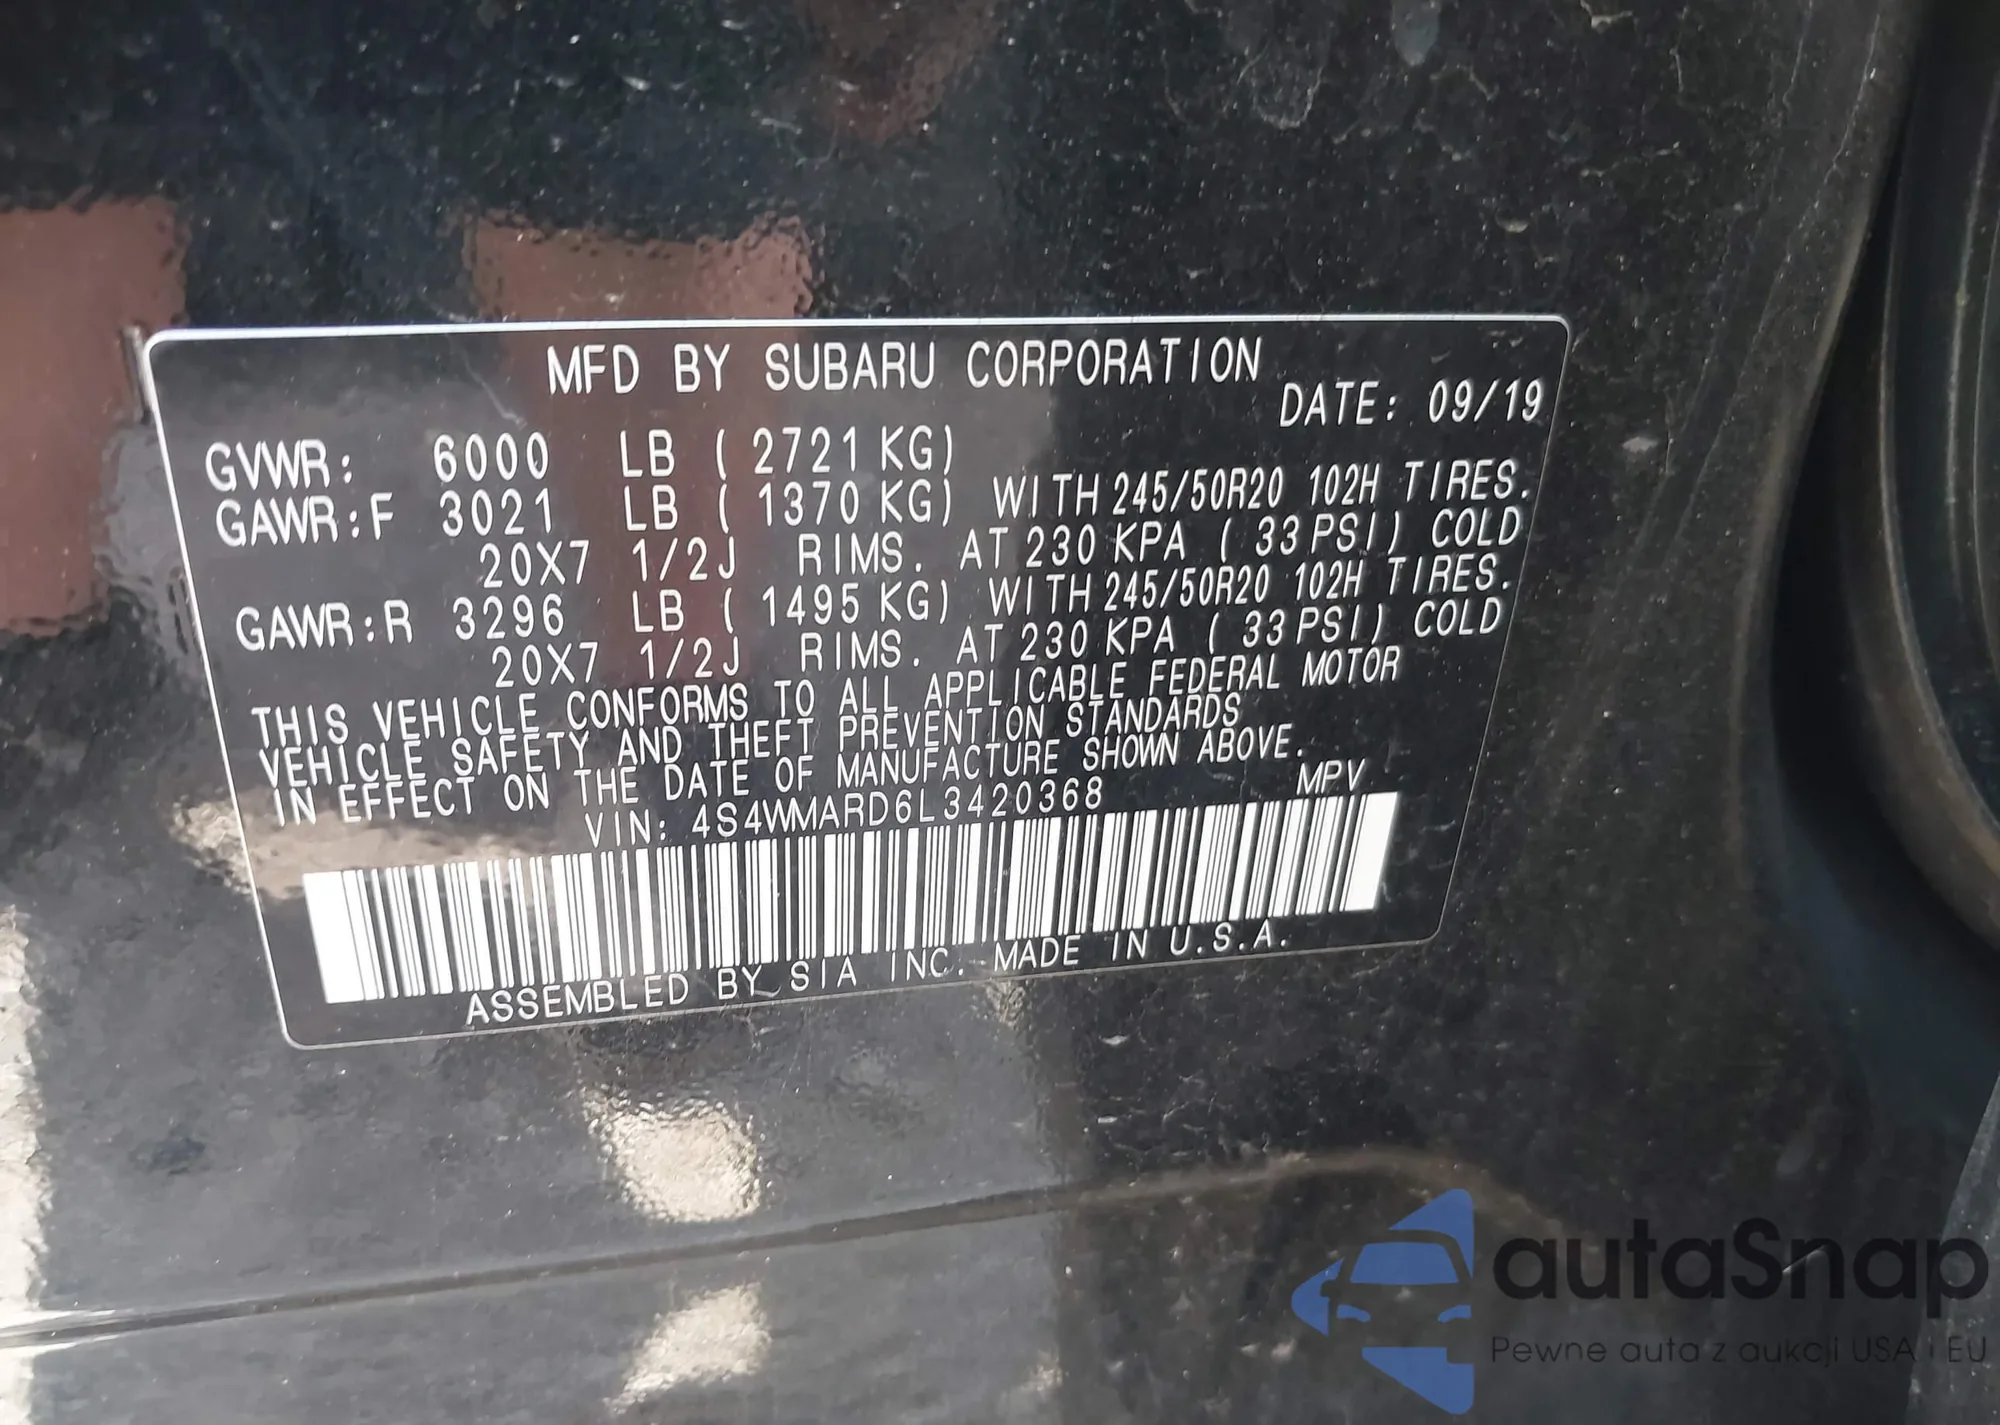 MFD BY SUBARU CORPORATION
DATE: 09/19
GVWR: 6000 LB ( 2721 KG)
GAWR:F 3021 LB ( 1370 KG) WITH 245/50R20 102H TIRES.
20X7 1/2J RIMS. AT 230 KPA ( 33 PSI) COLD
GAWR:R 3296 LB ( 1495 KG) WITH 245/50R20 102H TIRES.
20X7 1/2J RIMS. AT 230 KPA ( 33 PSI) COLD
THIS VEHICLE CONFORMS TO ALL APPLICABLE FEDERAL MOTOR
VEHICLE SAFETY AND THEFT PREVENTION STANDARDS
IN EFFECT ON THE DATE OF MANUFACTURE SHOWN ABOVE.
VIN: 4S4WMARD6L3420368 MPV
ASSEMBLED BY SIA INC. MADE IN U.S.A.
autaSnap
Pewne auta z aukcji USA i EU